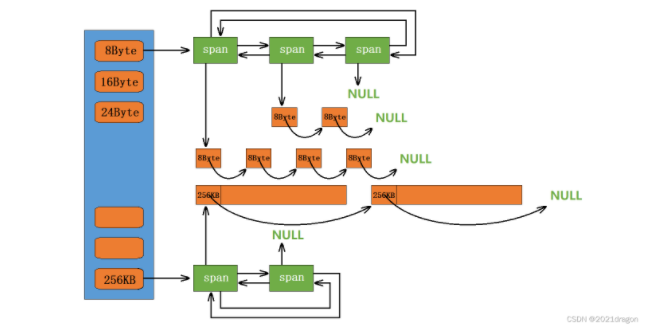 8Byte
span
span
span
16Byte
NULL
24Byte
8Byte
8Byte
NULL
8Byte
8Byte
8Byte
8Byte
NULL
256KB
256KB
NULL
NULL
256KB
span
span
CSDN @2021dragon